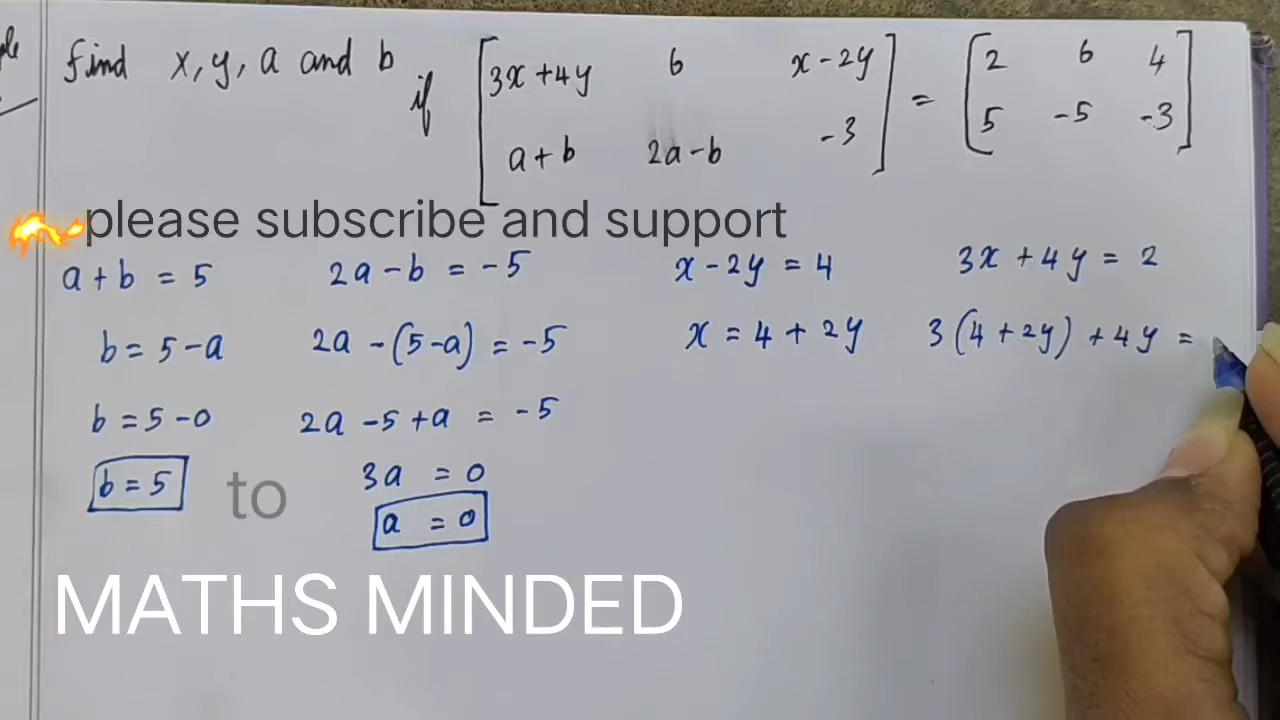 ple
find x, y, a and b if [3x+4y 6 x-2y] = [2 6 4]
[a+b 2a-b -3] [5 -5 -3]
please subscribe and support
a+b = 5 2a-b = -5 x-2y = 4 3x+4y = 2
b = 5-a 2a-(5-a) = -5 x = 4+2y 3(4+2y)+4y =
b = 5-0 2a-5+a = -5
b = 5 to 3a = 0
a = 0
MATHS MINDED